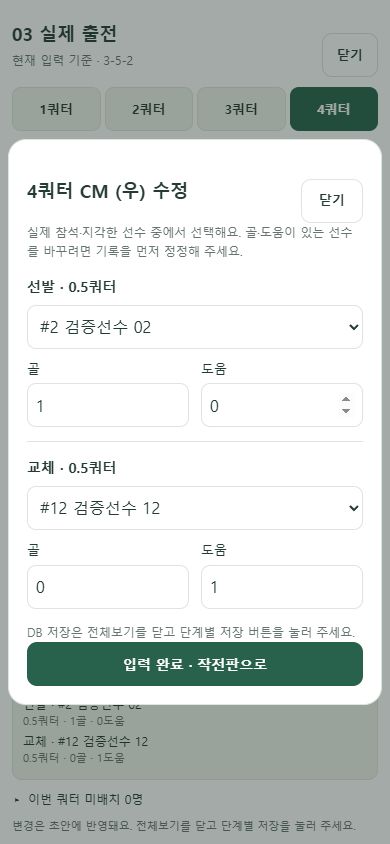 03 실제 출전
현재 입력 기준 · 3-5-2
닫기
1쿼터 2쿼터 3쿼터 4쿼터
4쿼터 CM (우) 수정
닫기
실제 참석·지각한 선수 중에서 선택해요. 골·도움이 있는 선수
를 바꾸려면 기록을 먼저 정정해 주세요.
선발 · 0.5쿼터
#2 검증선수 02
골 도움
1 0
교체 · 0.5쿼터
#12 검증선수 12
골 도움
0 1
DB 저장은 전체보기를 닫고 단계별 저장 버튼을 눌러 주세요.
입력 완료 · 작전판으로
선발 · #2 검증선수 02
0.5쿼터 · 1골 · 0도움
교체 · #12 검증선수 12
0.5쿼터 · 0골 · 1도움
이번 쿼터 미배치 0명
변경은 초안에 반영돼요. 전체보기를 닫고 단계별 저장을 눌러 주세요.